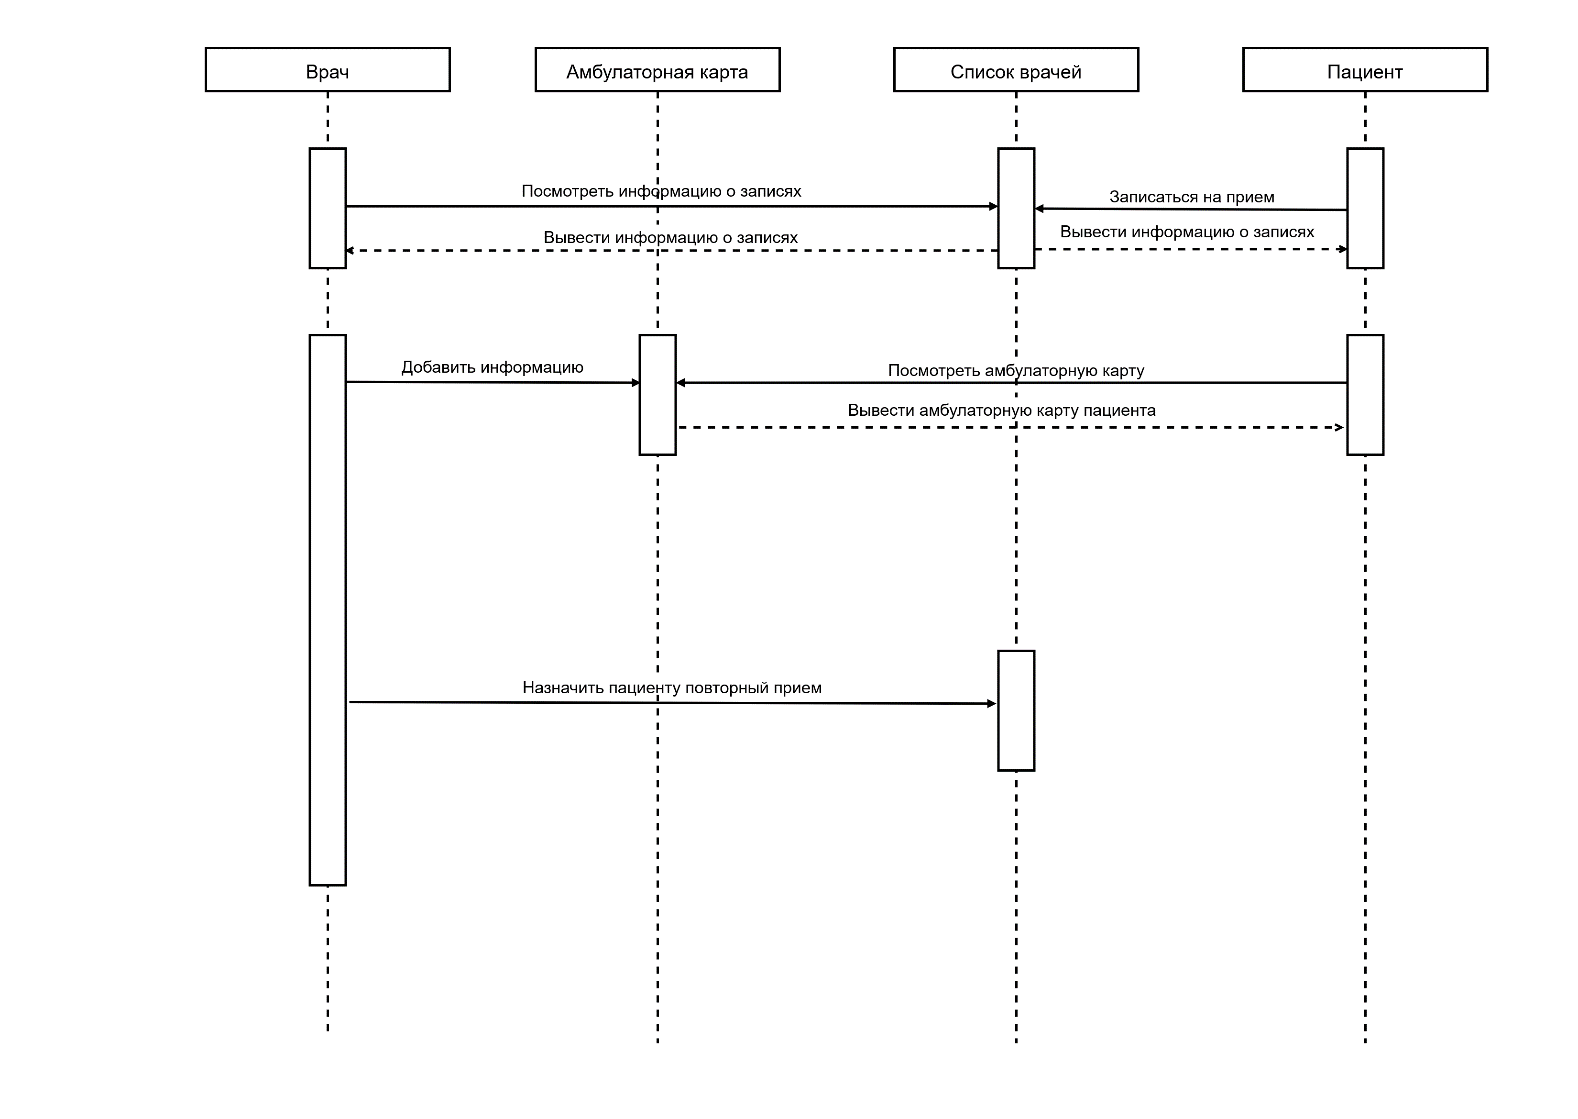 Врач
Амбулаторная карта
Список врачей
Пациент
Посмотреть информацию о записях
Записаться на прием
Вывести информацию о записях
Вывести информацию о записях
Добавить информацию
Посмотреть амбулаторную карту
Вывести амбулаторную карту пациента
Назначить пациенту повторный прием